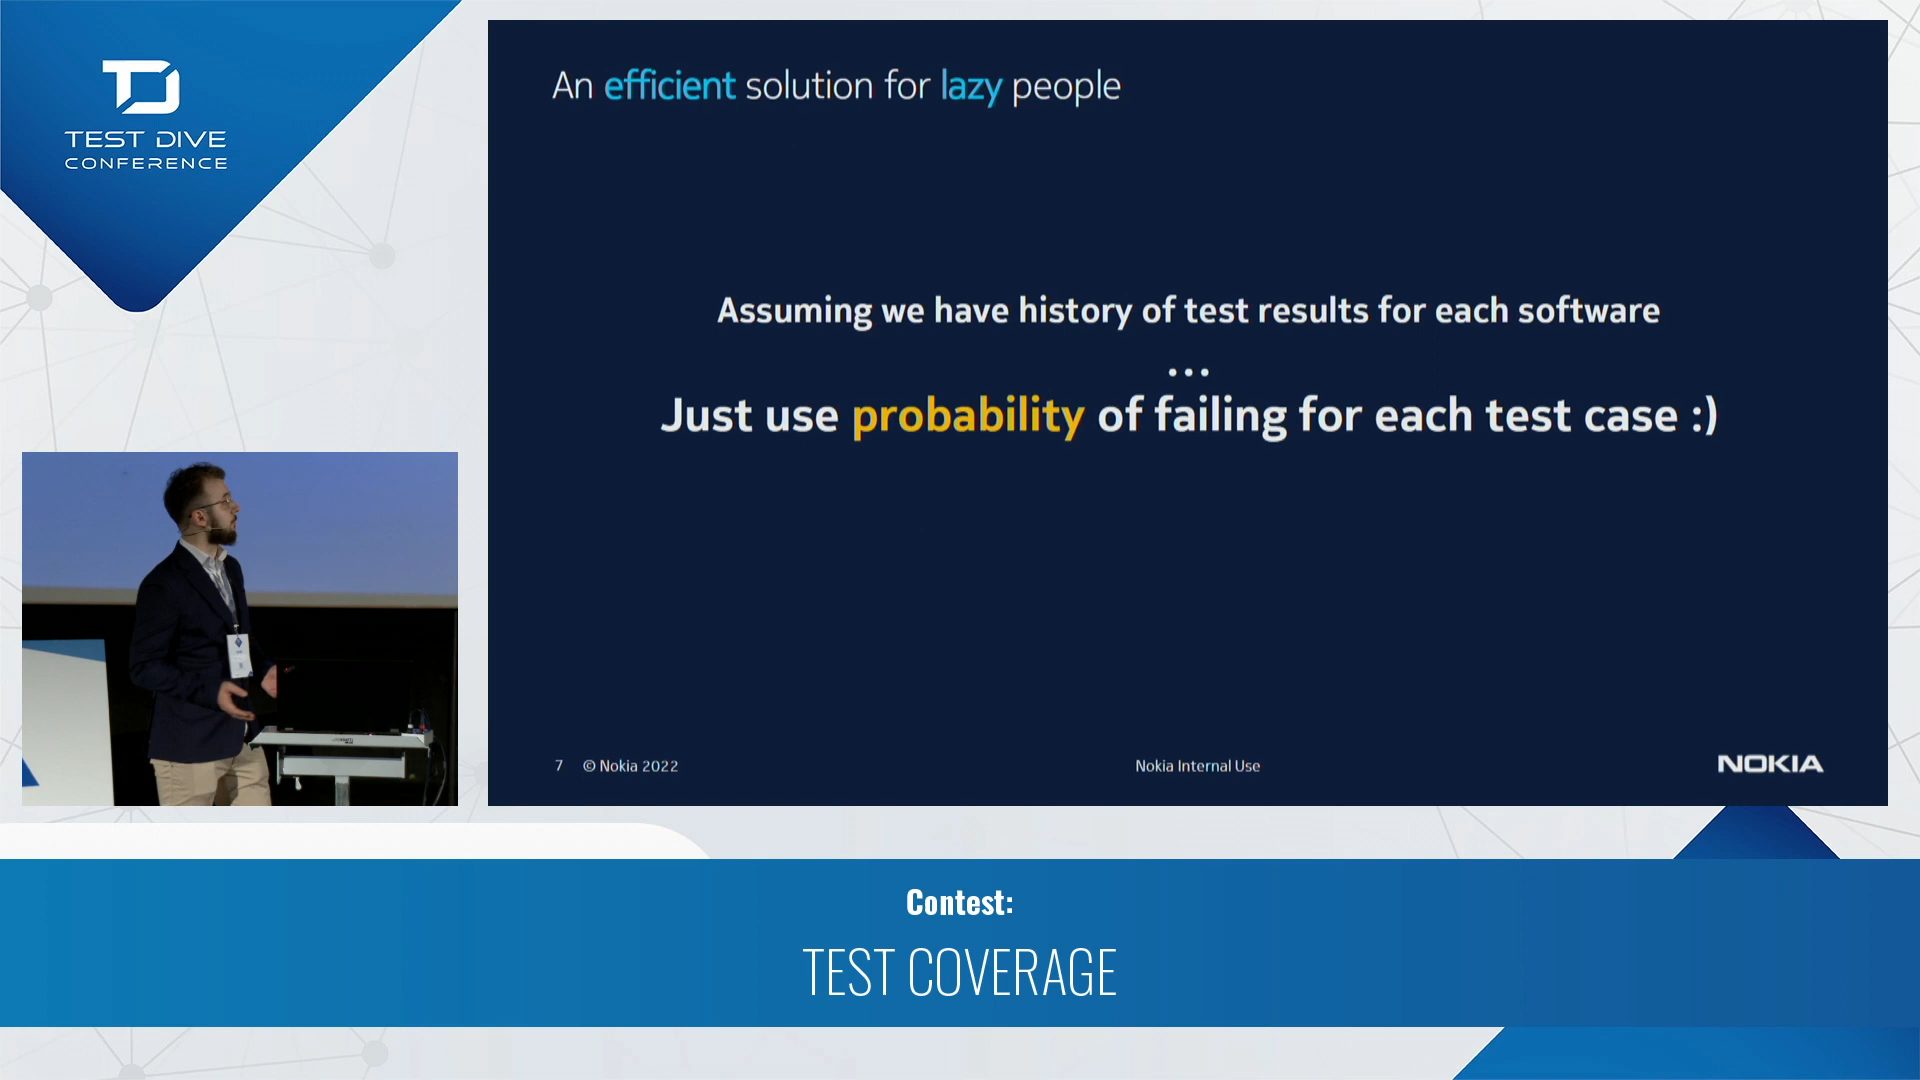 TEST DIVE
CONFERENCE
An efficient solution for lazy people
Assuming we have history of test results for each software
...
Just use probability of failing for each test case :)
7 © Nokia 2022
Nokia Internal Use
NOKIA
Contest:
TEST COVERAGE